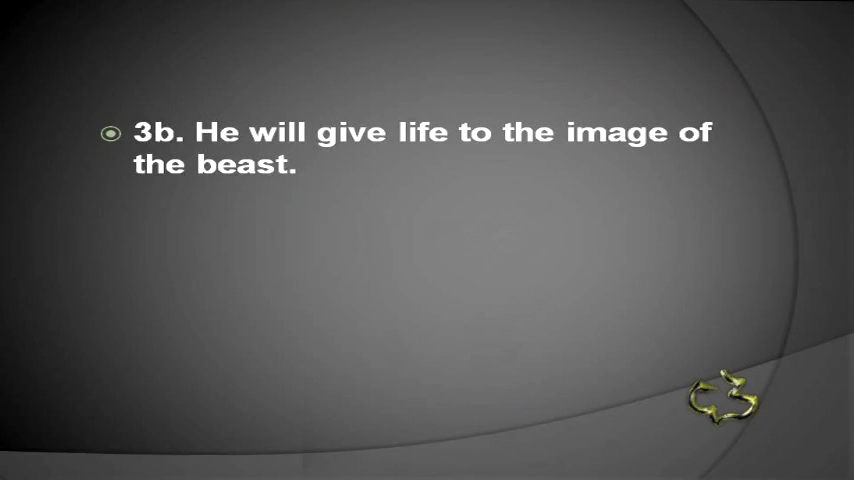 3b. He will give life to the image of
the beast.